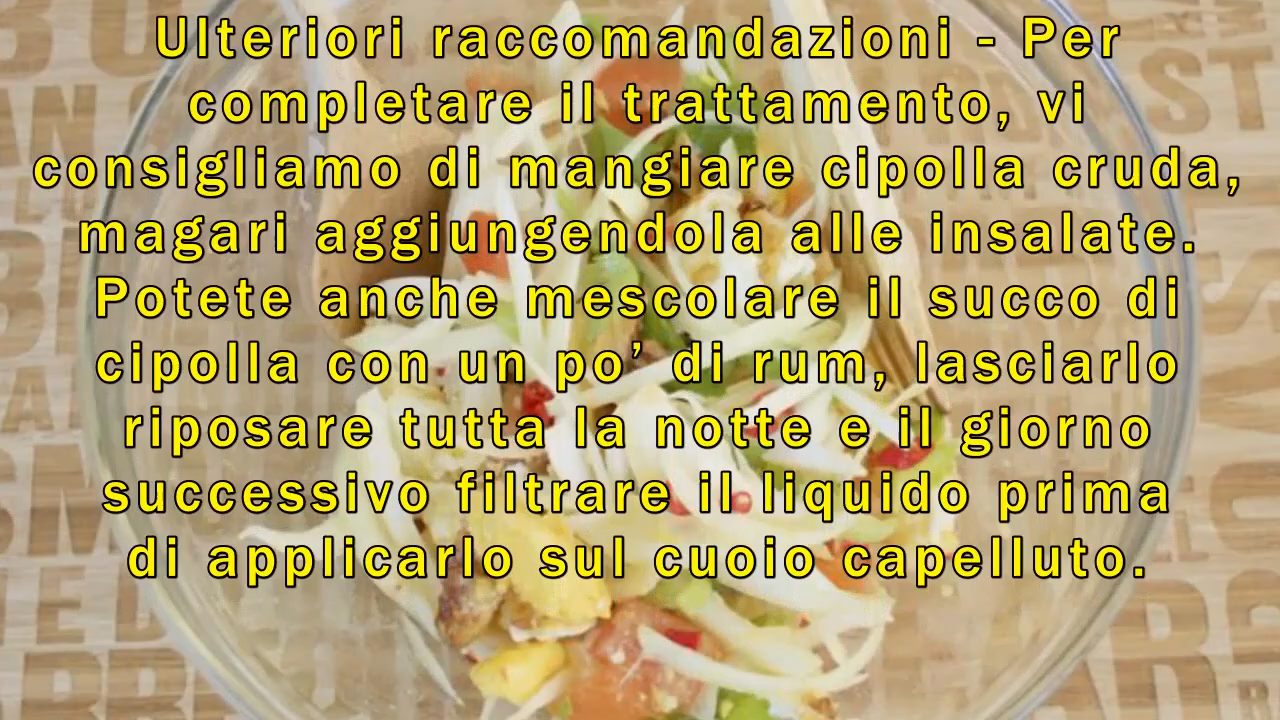 Ulteriori raccomandazioni - Per
completare il trattamento, vi
consigliamo di mangiare cipolla cruda,
magari aggiungendola alle insalate.
Potete anche mescolare il succo di
cipolla con un po’ di rum, lasciarlo
riposare tutta la notte e il giorno
successivo filtrare il liquido prima
di applicarlo sul cuoio capelluto.